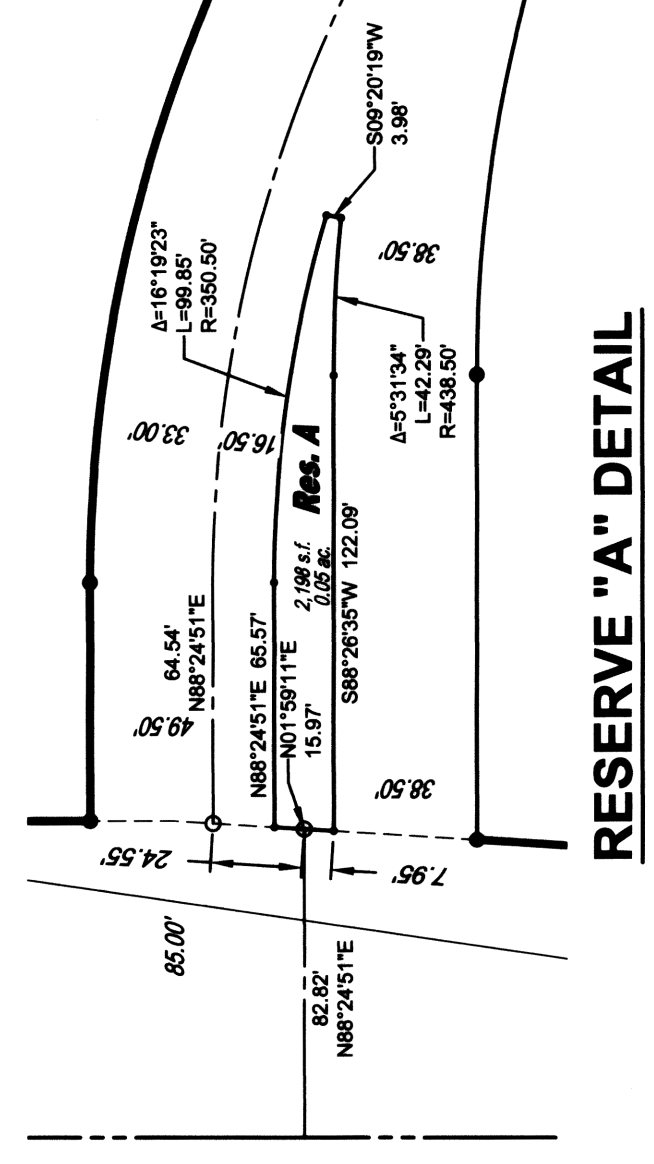 S09°20'19"W
3.98'
Δ=16°19'23"
L=99.85'
R=350.50'
38.50'
33.00'
16.50'
Δ=5°31'34"
L=42.29'
R=438.50'
Res. A
2,198 s.f.
0.05 ac.
64.54'
N88°24'51"E
49.50'
N88°24'51"E 65.57'
N01°59'11"E
15.97'
S88°26'35"W 122.09'
38.50'
24.55'
7.95'
85.00'
82.82'
N88°24'51"E
RESERVE "A" DETAIL